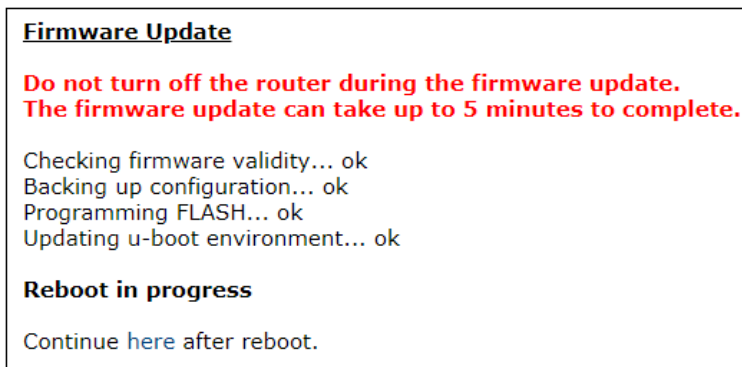 Firmware Update
Do not turn off the router during the firmware update.
The firmware update can take up to 5 minutes to complete.
Checking firmware validity... ok
Backing up configuration... ok
Programming FLASH... ok
Updating u-boot environment... ok
Reboot in progress
Continue here after reboot.